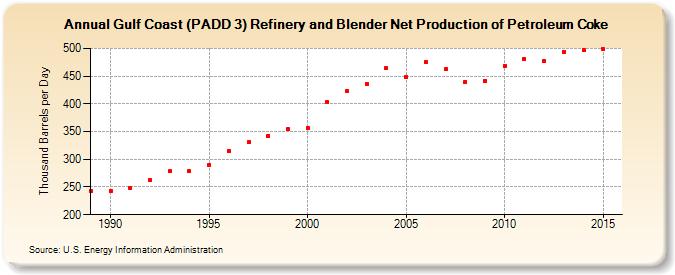 Annual Gulf Coast (PADD 3) Refinery and Blender Net Production of Petroleum Coke
Thousand Barrels per Day
500
450
400
350
300
250
200
1990 1995 2000 2005 2010 2015
Source: U.S. Energy Information Administration